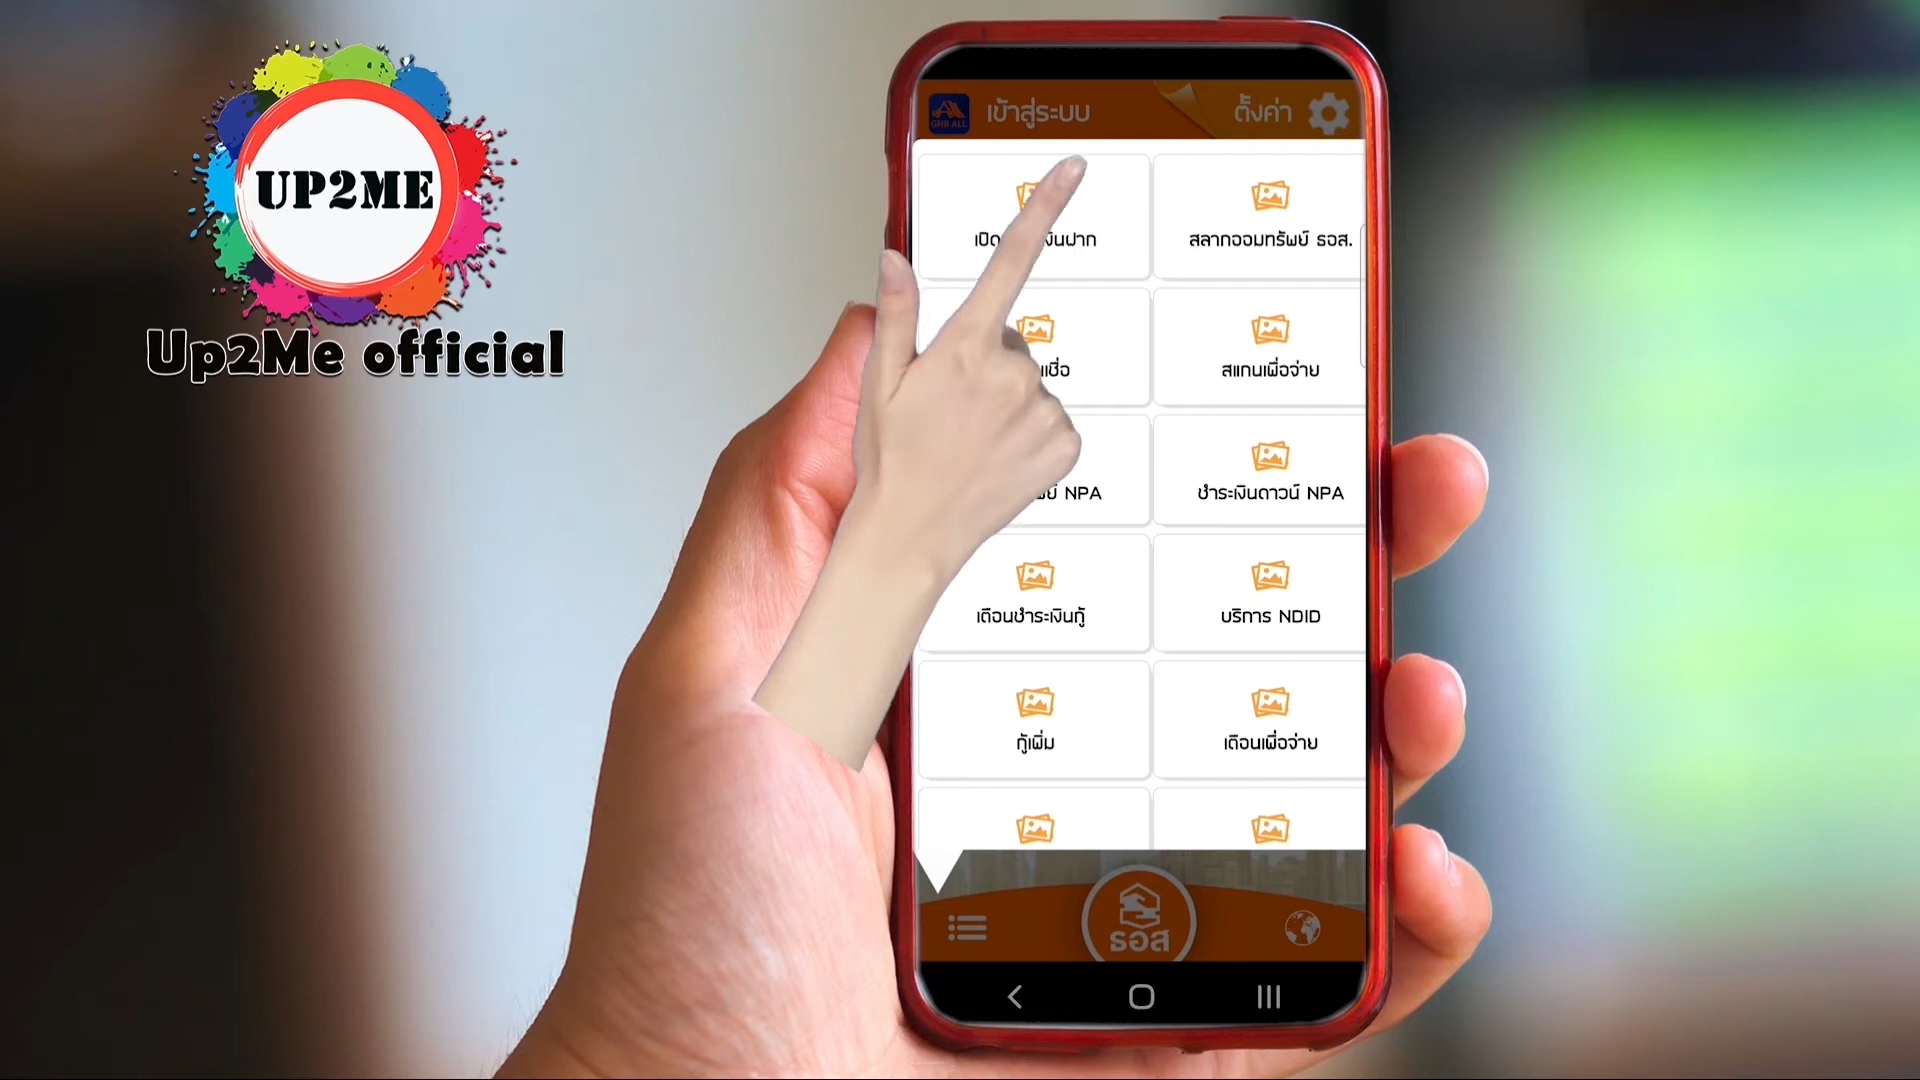 UP2ME
Up2Me official
GHB ALL
เข้าสู่ระบบ
ตั้งค่า
สลากออมทรัพย์ ธอส.
สแกนเพื่อจ่าย
NPA
ชำระเงินดาวน์ NPA
เตือนชำระเงินกู้
บริการ NDID
กู้เพิ่ม
เตือนเพื่อจ่าย
ธอส